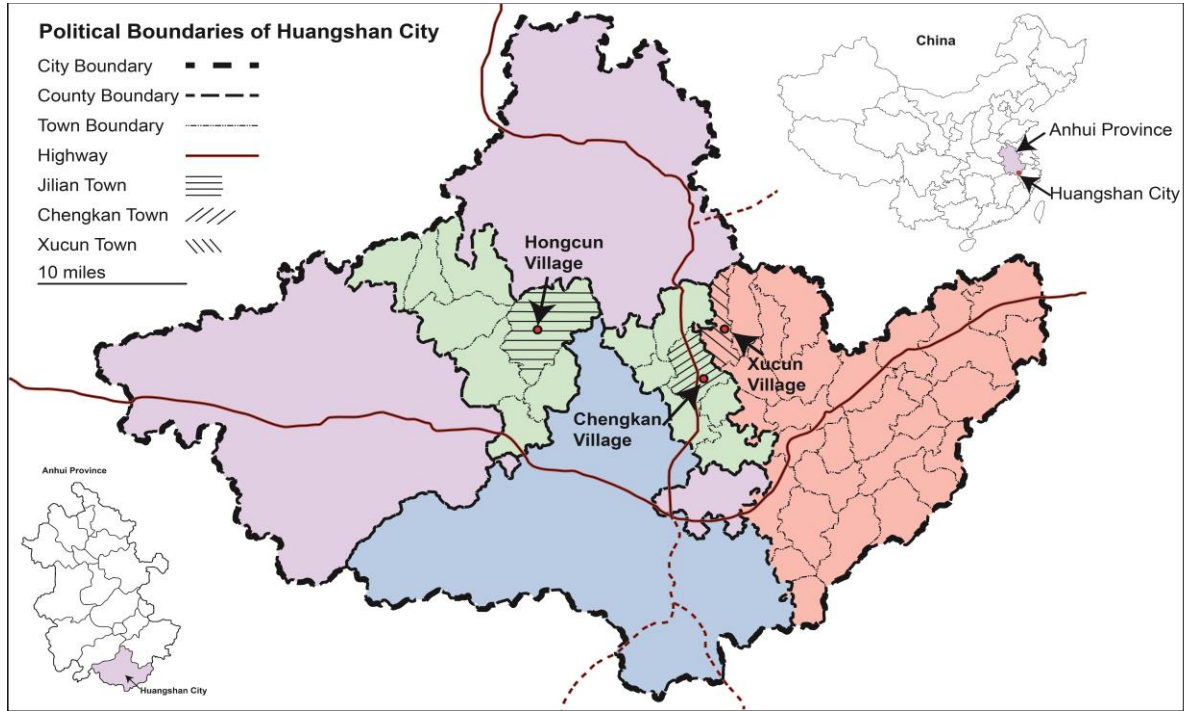 Political Boundaries of Huangshan City
City Boundary
County Boundary
Town Boundary
Highway
Jilian Town
Chengkan Town
Xucun Town
10 miles
China
Anhui Province
Huangshan City
Hongcun
Village
Xucun
Village
Chengkan
Village
Anhui Province
Huangshan City